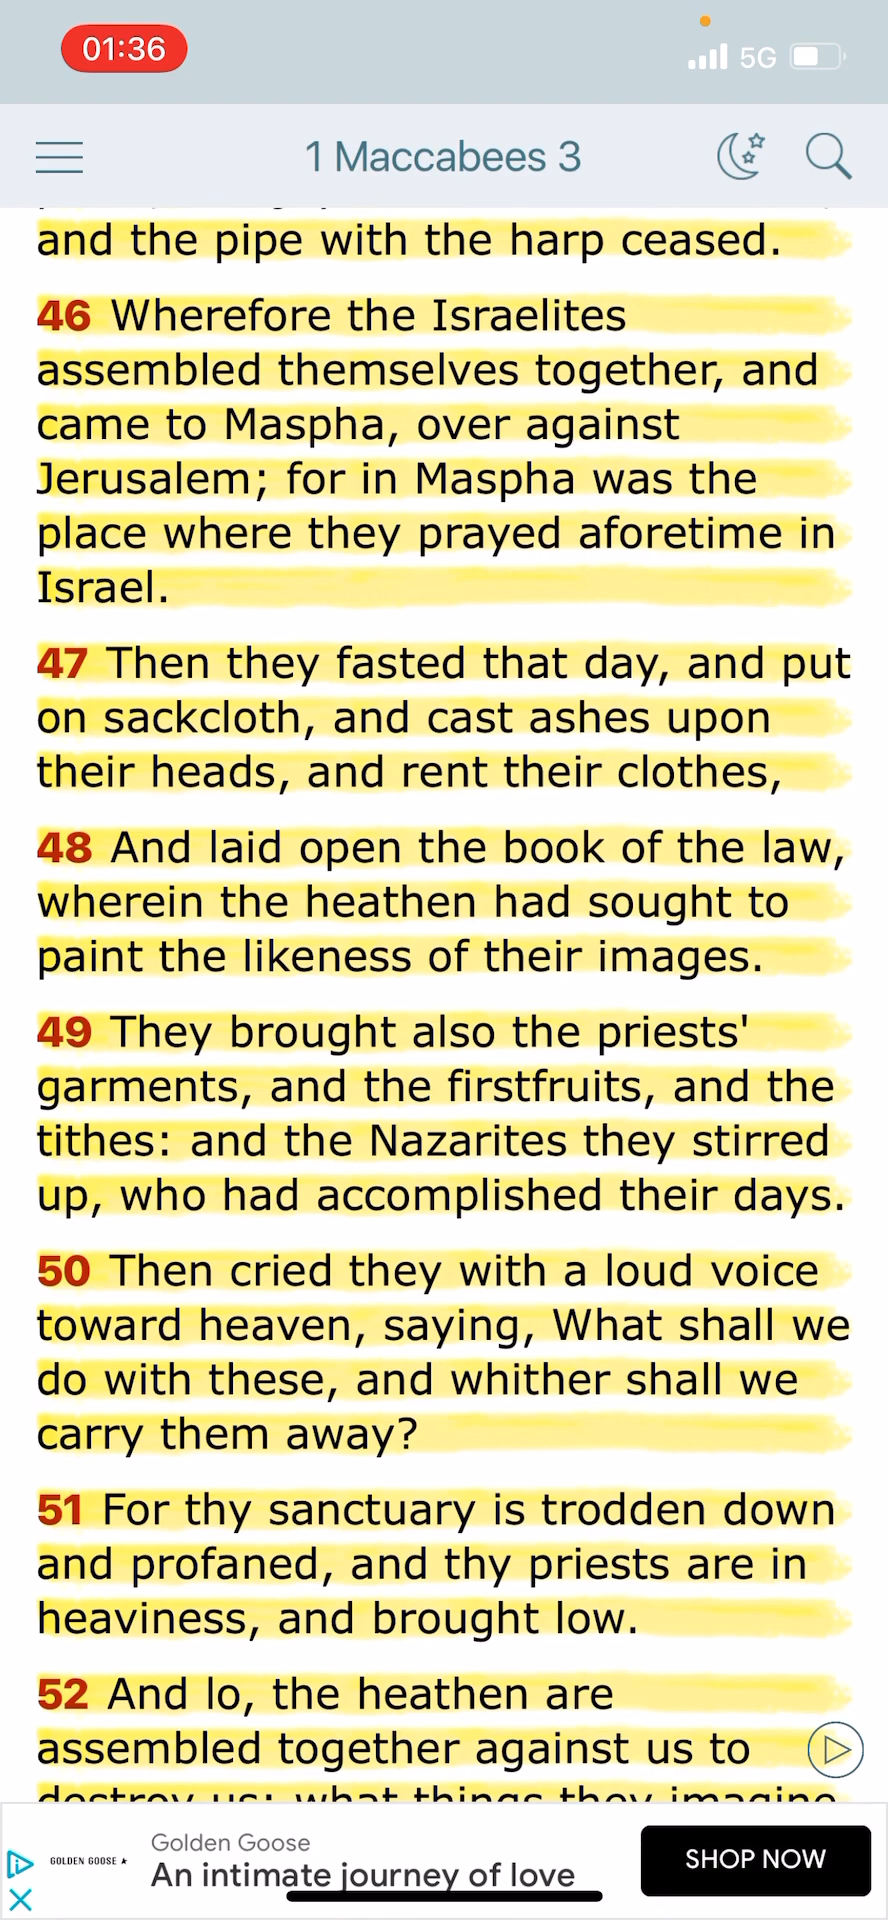 01:36
5G
1 Maccabees 3
and the pipe with the harp ceased.
46 Wherefore the Israelites
assembled themselves together, and
came to Maspha, over against
Jerusalem; for in Maspha was the
place where they prayed aforetime in
Israel.
47 Then they fasted that day, and put
on sackcloth, and cast ashes upon
their heads, and rent their clothes,
48 And laid open the book of the law,
wherein the heathen had sought to
paint the likeness of their images.
49 They brought also the priests'
garments, and the firstfruits, and the
tithes: and the Nazarites they stirred
up, who had accomplished their days.
50 Then cried they with a loud voice
toward heaven, saying, What shall we
do with these, and whither shall we
carry them away?
51 For thy sanctuary is trodden down
and profaned, and thy priests are in
heaviness, and brought low.
52 And lo, the heathen are
assembled together against us to
destroy us: what things they imagine
GOLDEN GOOSE
Golden Goose
An intimate journey of love
SHOP NOW